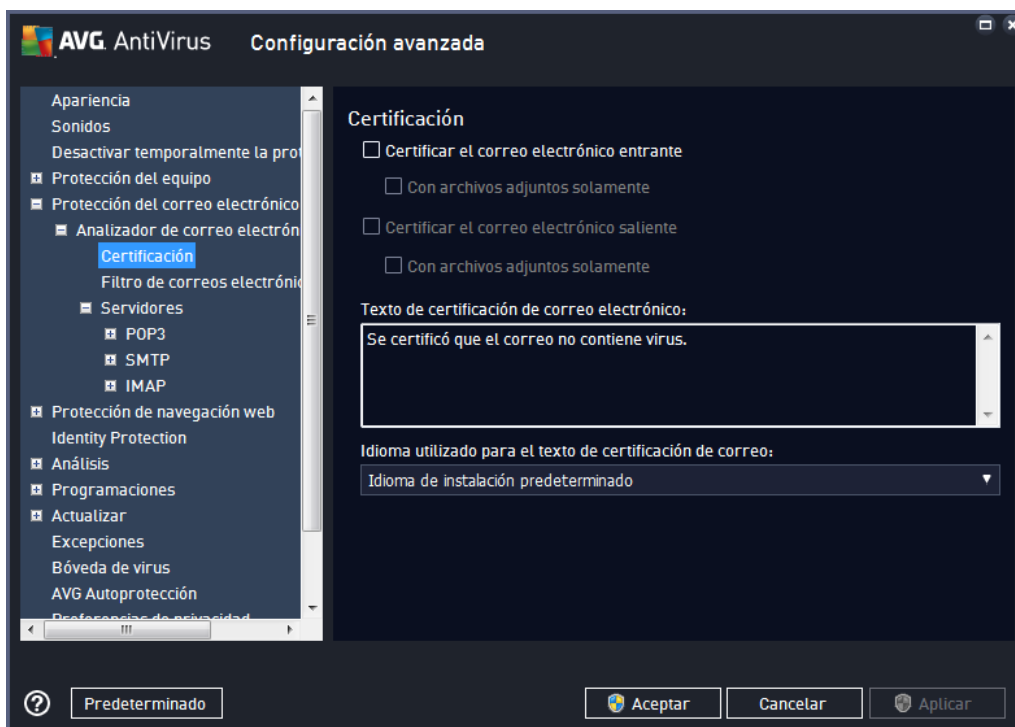 AVG. AntiVirus Configuración avanzada
Apariencia
Sonidos
Desactivar temporalmente la prot
Protección del equipo
Protección del correo electrónico
Analizador de correo electrón
Certificación
Filtro de correos electrónic
Servidores
POP3
SMTP
IMAP
Protección de navegación web
Identity Protection
Análisis
Programaciones
Actualizar
Excepciones
Bóveda de virus
AVG Autoprotección
Preferencias de privacidad
Certificación
Certificar el correo electrónico entrante
Con archivos adjuntos solamente
Certificar el correo electrónico saliente
Con archivos adjuntos solamente
Texto de certificación de correo electrónico:
Se certificó que el correo no contiene virus.
Idioma utilizado para el texto de certificación de correo:
Idioma de instalación predeterminado
? Predeterminado Aceptar Cancelar Aplicar